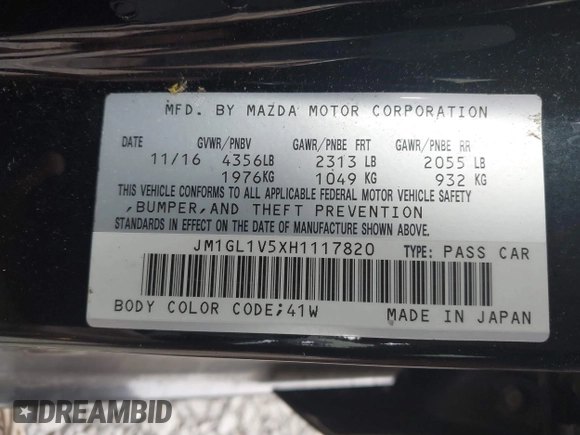 MFD. BY MAZDA MOTOR CORPORATION
DATE GVWR/PNBV GAWR/PNBE FRT GAWR/PNBE RR
11/16 4356LB 2313 LB 2055 LB
1976KG 1049 KG 932 KG
THIS VEHICLE CONFORMS TO ALL APPLICABLE FEDERAL MOTOR VEHICLE SAFETY
,BUMPER,AND THEFT PREVENTION
STANDARDS IN EFFECT ON THE DATE OF MANUFACTURE SHOWN ABOVE.
JM1GL1V5XH1117820 TYPE: PASS CAR
BODY COLOR CODE;41W MADE IN JAPAN
DREAMBID